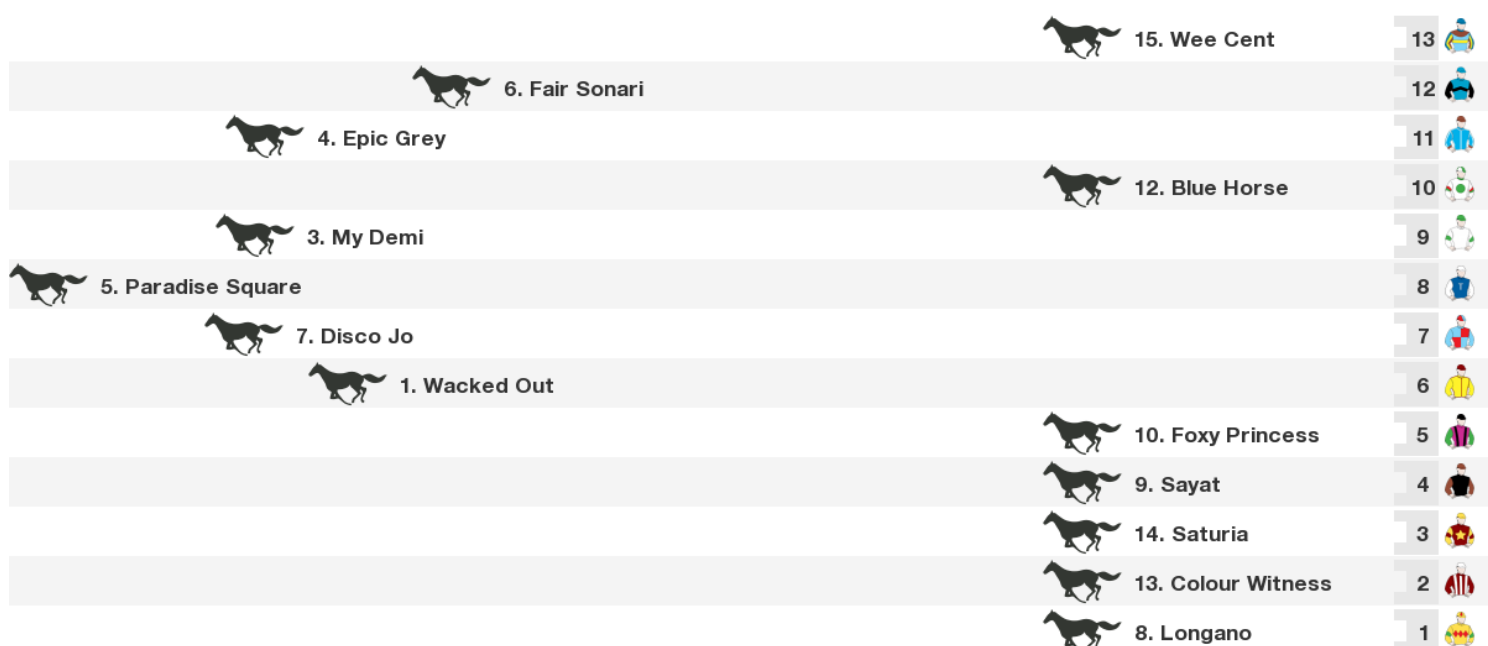 15. Wee Cent 13
6. Fair Sonari 12
4. Epic Grey 11
12. Blue Horse 10
3. My Demi 9
5. Paradise Square 8 T
7. Disco Jo 7
1. Wacked Out 6
10. Foxy Princess 5
9. Sayat 4
14. Saturia 3
13. Colour Witness 2
8. Longano 1